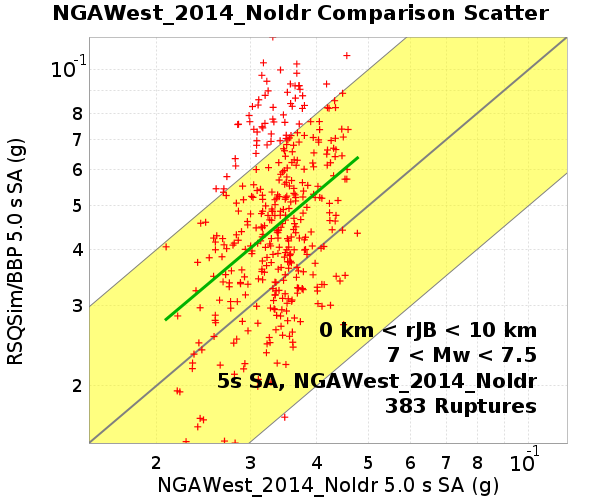 NGAWest_2014_NoIdr Comparison Scatter
RSQSim/BBP 5.0 s SA (g)
10-1
8
7
6
5
4
3
2
0 km < rJB < 10 km
7 < Mw < 7.5
5s SA, NGAWest_2014_NoIdr
383 Ruptures
2 3 4 5 6 7 8 10-1
NGAWest_2014_NoIdr 5.0 s SA (g)